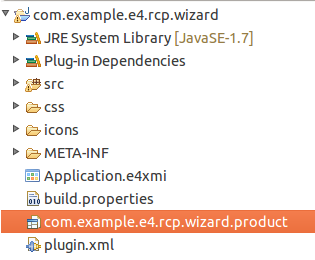 com.example.e4.rcp.wizard
JRE System Library [JavaSE-1.7]
Plug-in Dependencies
src
css
icons
META-INF
Application.e4xmi
build.properties
com.example.e4.rcp.wizard.product
plugin.xml